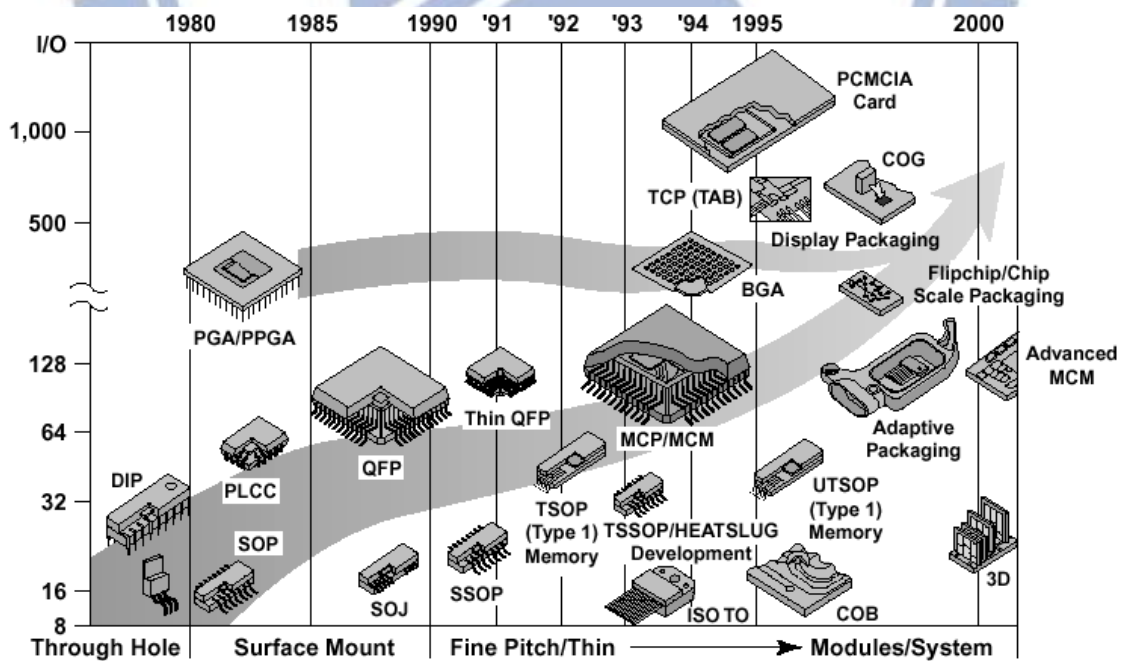 1980 1985 1990 '91 '92 '93 '94 1995 2000
I/O
PCMCIA
Card
1,000
COG
TCP (TAB)
500
Display Packaging
Flipchip/Chip
Scale Packaging
BGA
PGA/PPGA
128
Advanced
MCM
Thin QFP
64
MCP/MCM
Adaptive
Packaging
QFP
DIP
PLCC
32
TSOP
(Type 1)
Memory
UTSOP
(Type 1)
Memory
TSSOP/HEATSLUG
Development
SOP
SSOP
SOJ
3D
16
ISO TO
COB
8
Through Hole Surface Mount Fine Pitch/Thin Modules/System